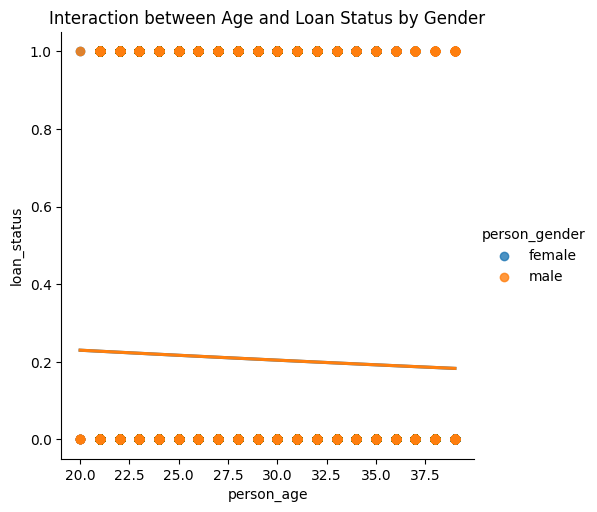 Interaction between Age and Loan Status by Gender
1.0
0.8
0.6
0.4
0.2
0.0
loan_status
20.0 22.5 25.0 27.5 30.0 32.5 35.0 37.5
person_age
person_gender
female
male